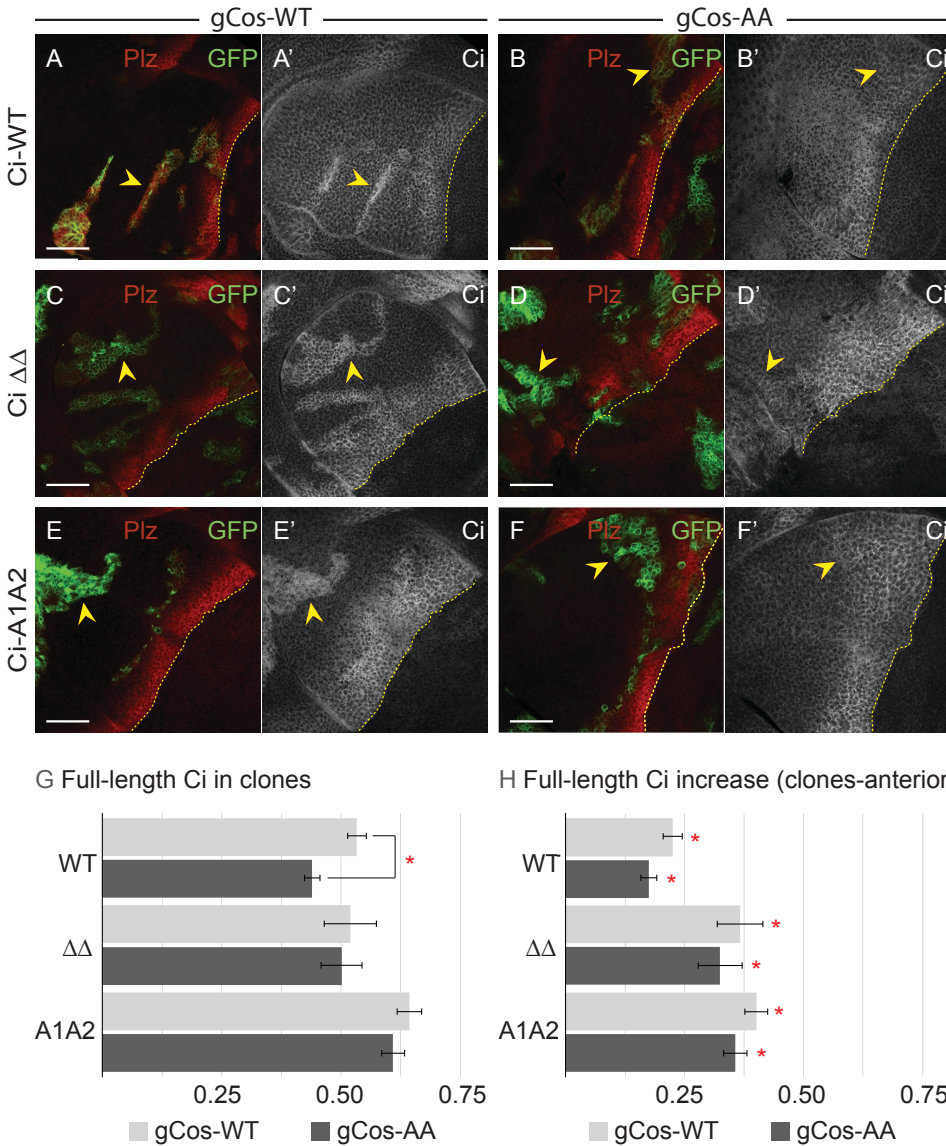 gCos-WT gCos-AA
A Plz GFP A' Ci B Plz GFP B' Ci
Ci-WT
C Plz GFP C' Ci D Plz GFP D' Ci
Ci ΔΔ
E Plz GFP E' Ci F Plz GFP F' Ci
Ci-A1A2
G Full-length Ci in clones
WT
*
ΔΔ
A1A2
0.25 0.50 0.75
gCos-WT gCos-AA
H Full-length Ci increase (clones-anterior
WT
*
*
ΔΔ
*
*
A1A2
*
*
0.25 0.50 0.75
gCos-WT gCos-AA